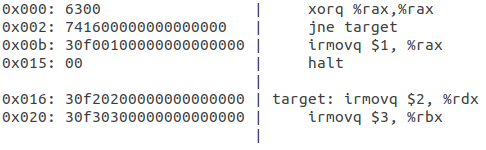 0x000: 6300                 |     xorq %rax,%rax
0x002: 741600000000000000   |     jne target
0x00b: 30f00100000000000000 |     irmovq $1, %rax
0x015: 00                   |     halt
                            |
0x016: 30f20200000000000000 | target: irmovq $2, %rdx
0x020: 30f30300000000000000 |     irmovq $3, %rbx
                            |